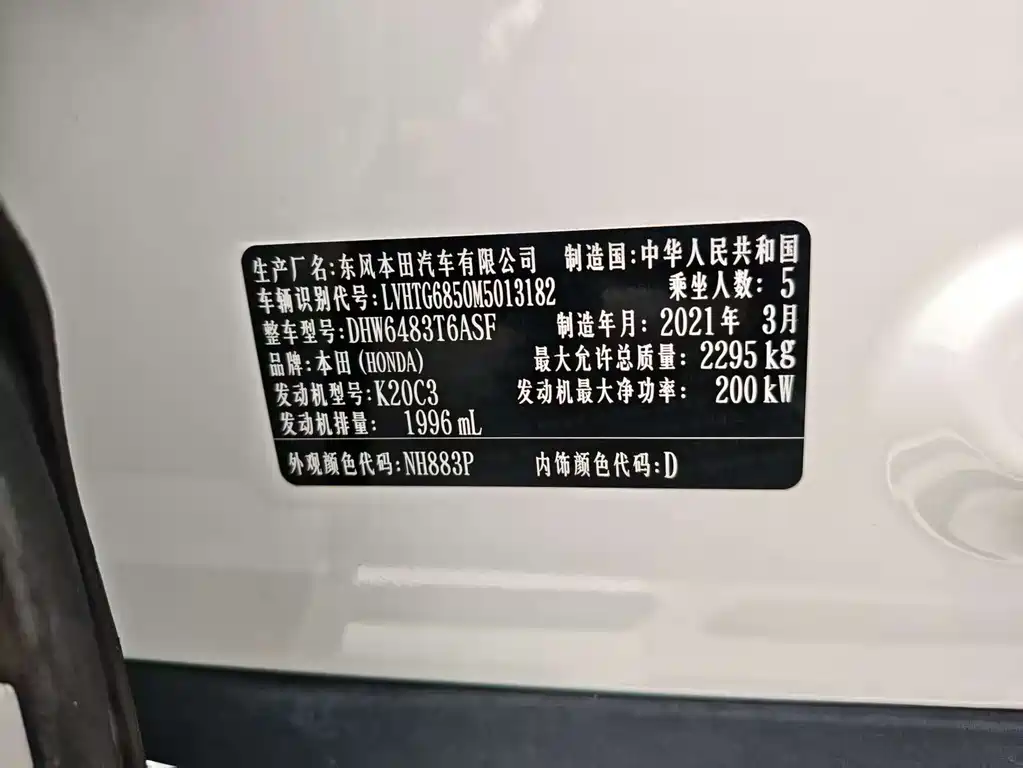 生产厂名:东风本田汽车有限公司 制造国:中华人民共和国
车辆识别代号:LVHTG6850M5013182 乘坐人数: 5
整车型号:DHW6483T6ASF 制造年月: 2021年 3月
品牌:本田(HONDA) 最大允许总质量: 2295 kg
发动机型号:K20C3 发动机最大净功率: 200 kW
发动机排量: 1996 mL
外观颜色代码:NH883P 内饰颜色代码:D